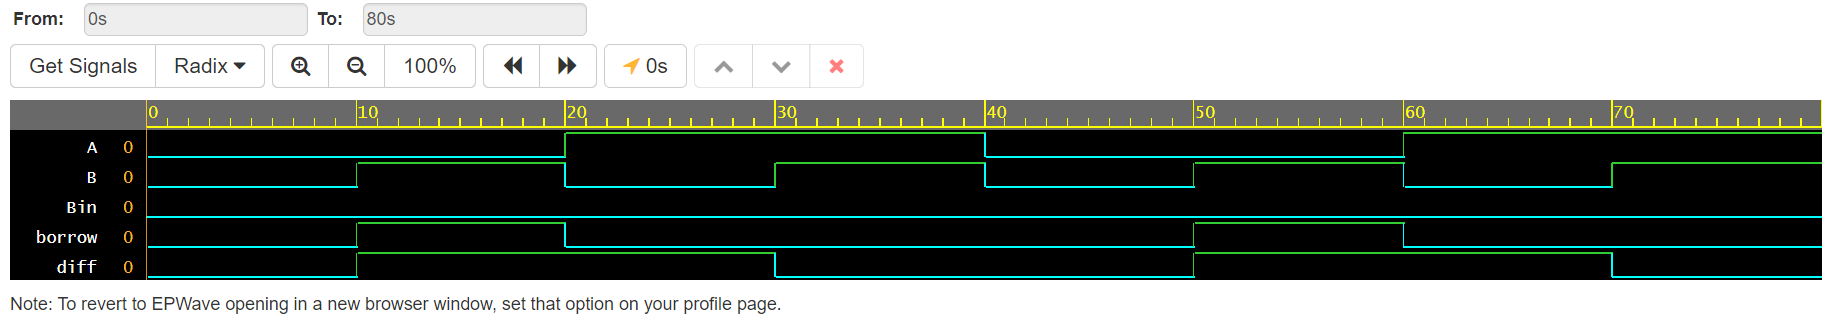 From: 0s To: 80s
Get Signals Radix 100% 0s
0 10 20 30 40 50 60 70
A 0
B 0
Bin 0
borrow 0
diff 0
Note: To revert to EPWave opening in a new browser window, set that option on your profile page.